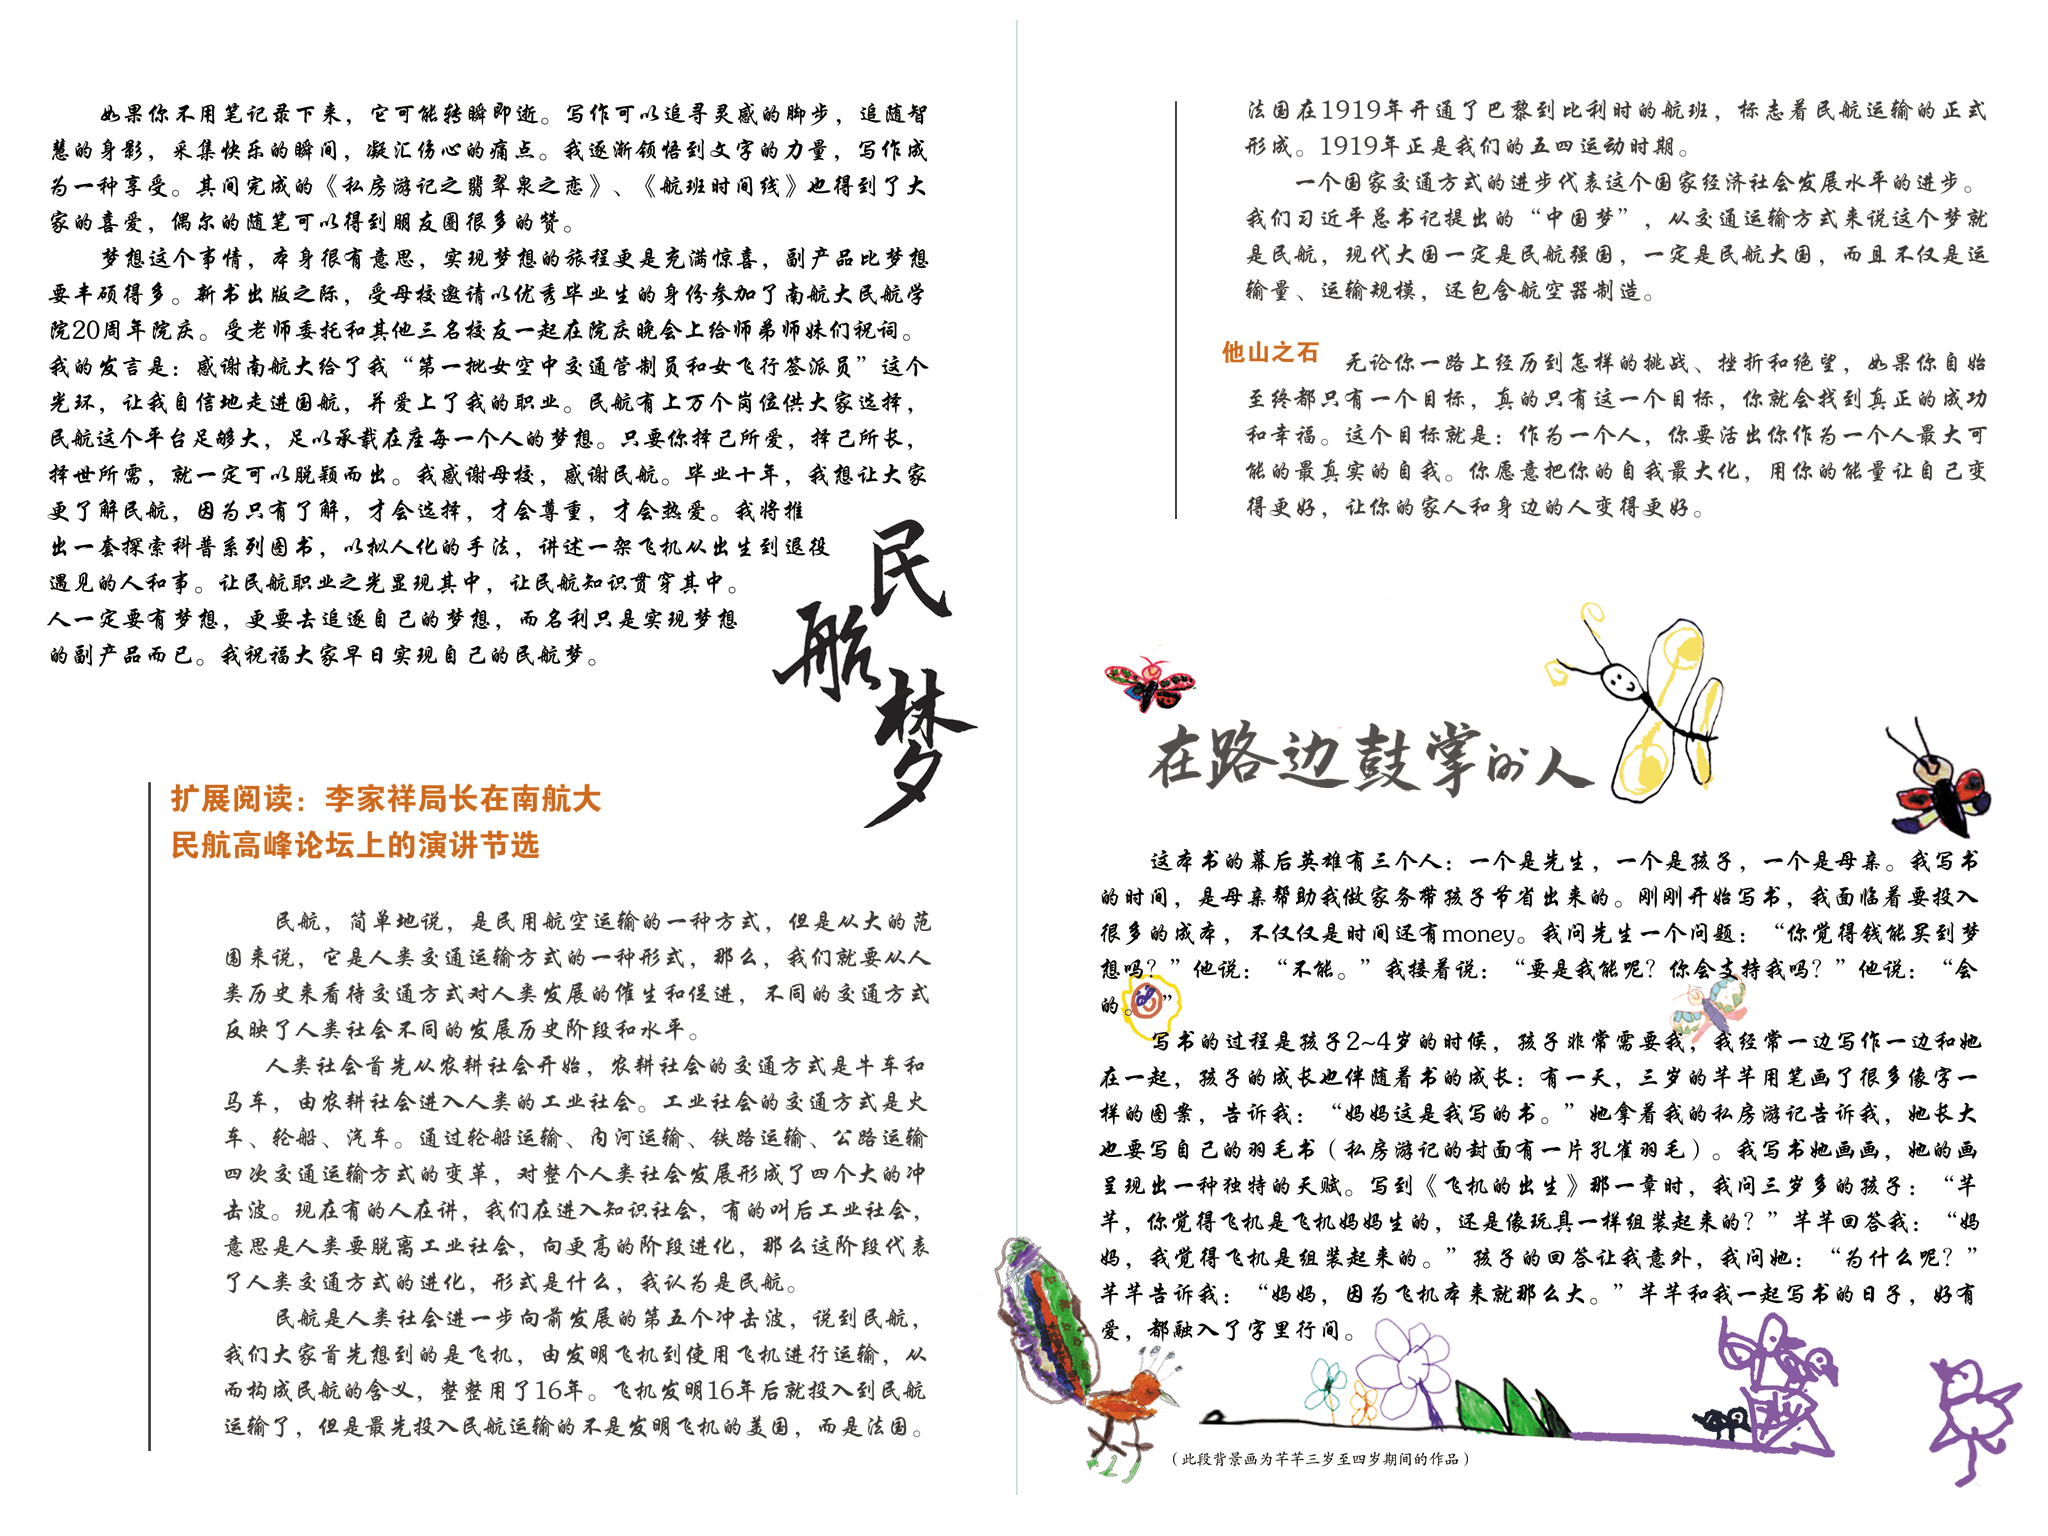 如果你不用笔记录下来，它可能转瞬即逝。写作可以追寻灵感的脚步，追随智
慧的身影，采集快乐的瞬间，凝汇伤心的痛点。我逐渐领悟到文字的力量，写作成
为一种享受。其间完成的《私房游记之翡翠泉之恋》、《航班时间线》也得到了大
家的喜爱，偶尔的随笔可以得到朋友圈很多的赞。
梦想这个事情，本身很有意思，实现梦想的旅程更是充满惊喜，副产品比梦想
要丰硕得多。新书出版之际，受母校邀请以优秀毕业生的身份参加了南航大民航学
院20周年院庆。受老师委托和其他三名校友一起在院庆晚会上给师弟师妹们祝词。
我的发言是：感谢南航大给了我“第一批女空中交通管制员和女飞行签派员”这个
光环，让我自信地走进国航，并爱上了我的职业。民航有上万个岗位供大家选择，
民航这个平台足够大，足以承载在座每一个人的梦想。只要你择己所爱，择己所长，
择世所需，就一定可以脱颖而出。我感谢母校，感谢民航。毕业十年，我想让大家
更了解民航，因为只有了解，才会选择，才会尊重，才会热爱。我将推
出一套探索科普系列图书，以拟人化的手法，讲述一架飞机从出生到退役
遇见的人和事。让民航职业之光显现其中，让民航知识贯穿其中。
人一定要有梦想，更要去追逐自己的梦想，而名利只是实现梦想
的副产品而已。我祝福大家早日实现自己的民航梦。
民航梦
扩展阅读：李家祥局长在南航大
民航高峰论坛上的演讲节选
民航，简单地说，是民用航空运输的一种方式，但是从大的范
围来说，它是人类交通运输方式的一种形式，那么，我们就要从人
类历史来看待交通方式对人类发展的催生和促进，不同的交通方式
反映了人类社会不同的发展历史阶段和水平。
人类社会首先从农耕社会开始，农耕社会的交通方式是牛车和
马车，由农耕社会进入人类的工业社会。工业社会的交通方式是火
车、轮船、汽车。通过轮船运输、内河运输、铁路运输、公路运输
四次交通运输方式的变革，对整个人类社会发展形成了四个大的冲
击波。现在有的人在讲，我们在进入知识社会，有的叫后工业社会，
意思是人类要脱离工业社会，向更高的阶段进化，那么这阶段代表
了人类交通方式的进化，形式是什么，我认为是民航。
民航是人类社会进一步向前发展的第五个冲击波，说到民航，
我们大家首先想到的是飞机，由发明飞机到使用飞机进行运输，从
而构成民航的含义，整整用了16年。飞机发明16年后就投入到民航
运输了，但是最先投入民航运输的不是发明飞机的美国，而是法国。
法国在1919年开通了巴黎到比利时的航班，标志着民航运输的正式
形成。1919年正是我们的五四运动时期。
一个国家交通方式的进步代表这个国家经济社会发展水平的进步。
我们习近平总书记提出的“中国梦”，从交通运输方式来说这个梦就
是民航，现代大国一定是民航强国，一定是民航大国，而且不仅是运
输量、运输规模，还包含航空器制造。
他山之石 无论你一路上经历到怎样的挑战、挫折和绝望，如果你自始
至终都只有一个目标，真的只有这一个目标，你就会找到真正的成功
和幸福。这个目标就是：作为一个人，你要活出你作为一个人最大可
能的最真实的自我。你愿意把你的自我最大化，用你的能量让自己变
得更好，让你的家人和身边的人变得更好。
在路边鼓掌的人
这本书的幕后英雄有三个人：一个是先生，一个是孩子，一个是母亲。我写书
的时间，是母亲帮助我做家务带孩子节省出来的。刚刚开始写书，我面临着要投入
很多的成本，不仅仅是时间还有money。我问先生一个问题：“你觉得钱能买到梦
想吗？”他说：“不能。”我接着说：“要是我能呢？你会支持我吗？”他说：“会
的。”
写书的过程是孩子2~4岁的时候，孩子非常需要我，我经常一边写作一边和她
在一起，孩子的成长也伴随着书的成长：有一天，三岁的芊芊用笔画了很多像字一
样的图案，告诉我：“妈妈这是我写的书。”她拿着我的私房游记告诉我，她长大
也要写自己的羽毛书（私房游记的封面有一片孔雀羽毛）。我写书她画画，她的画
呈现出一种独特的天赋。写到《飞机的出生》那一章时，我问三岁多的孩子：“芊
芊，你觉得飞机是飞机妈妈生的，还是像玩具一样组装起来的？”芊芊回答我：“妈
妈，我觉得飞机是组装起来的。”孩子的回答让我意外，我问她：“为什么呢？”
芊芊告诉我：“妈妈，因为飞机本来就那么大。”芊芊和我一起写书的日子，好有
爱，都融入了字里行间。
（此段背景画为芊芊三岁至四岁期间的作品）